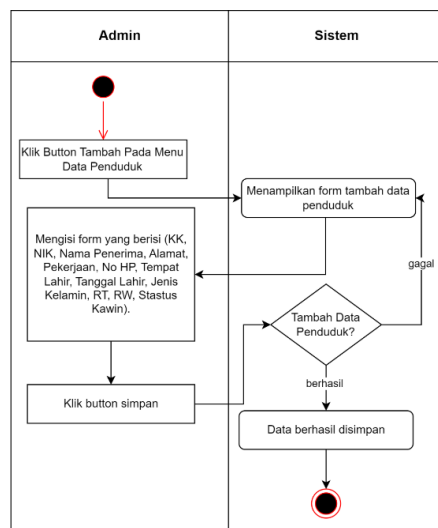 Admin
Sistem
Klik Button Tambah Pada Menu
Data Penduduk
Menampilkan form tambah data
penduduk
Mengisi form yang berisi (KK,
NIK, Nama Penerima, Alamat,
Pekerjaan, No HP, Tempat
Lahir, Tanggal Lahir, Jenis
Kelamin, RT, RW, Stastus
Kawin).
gagal
Tambah Data
Penduduk?
berhasil
Klik button simpan
Data berhasil disimpan